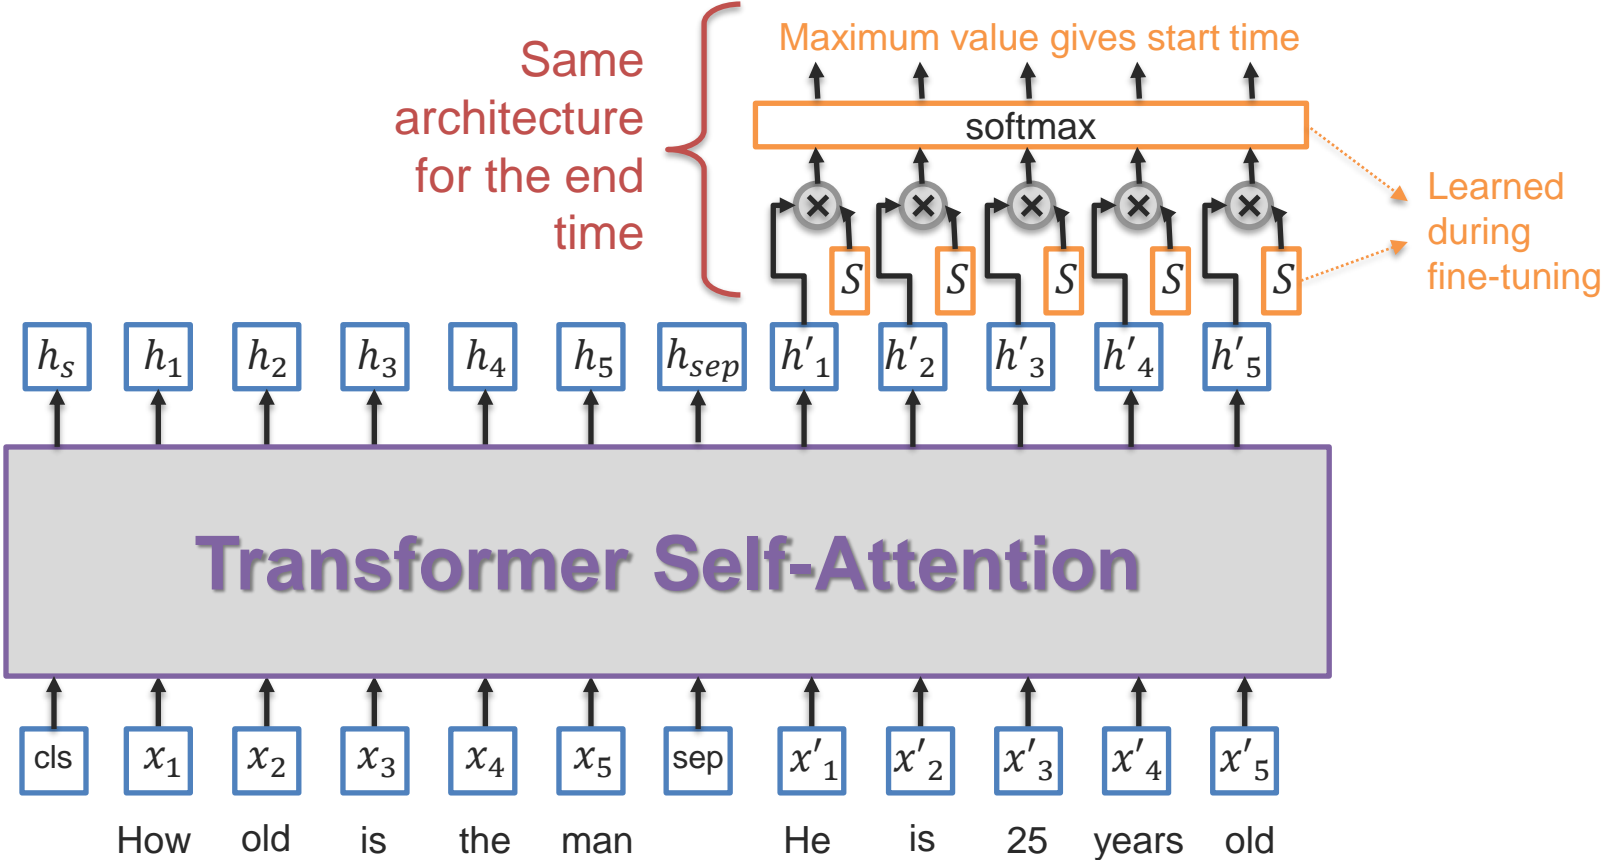 Maximum value gives start time
Same
architecture
for the end
time
softmax
× × × × ×
S S S S S
Learned
during
fine-tuning
h_s h_1 h_2 h_3 h_4 h_5 h_sep h'_1 h'_2 h'_3 h'_4 h'_5
Transformer Self-Attention
cls x_1 x_2 x_3 x_4 x_5 sep x'_1 x'_2 x'_3 x'_4 x'_5
How old is the man He is 25 years old